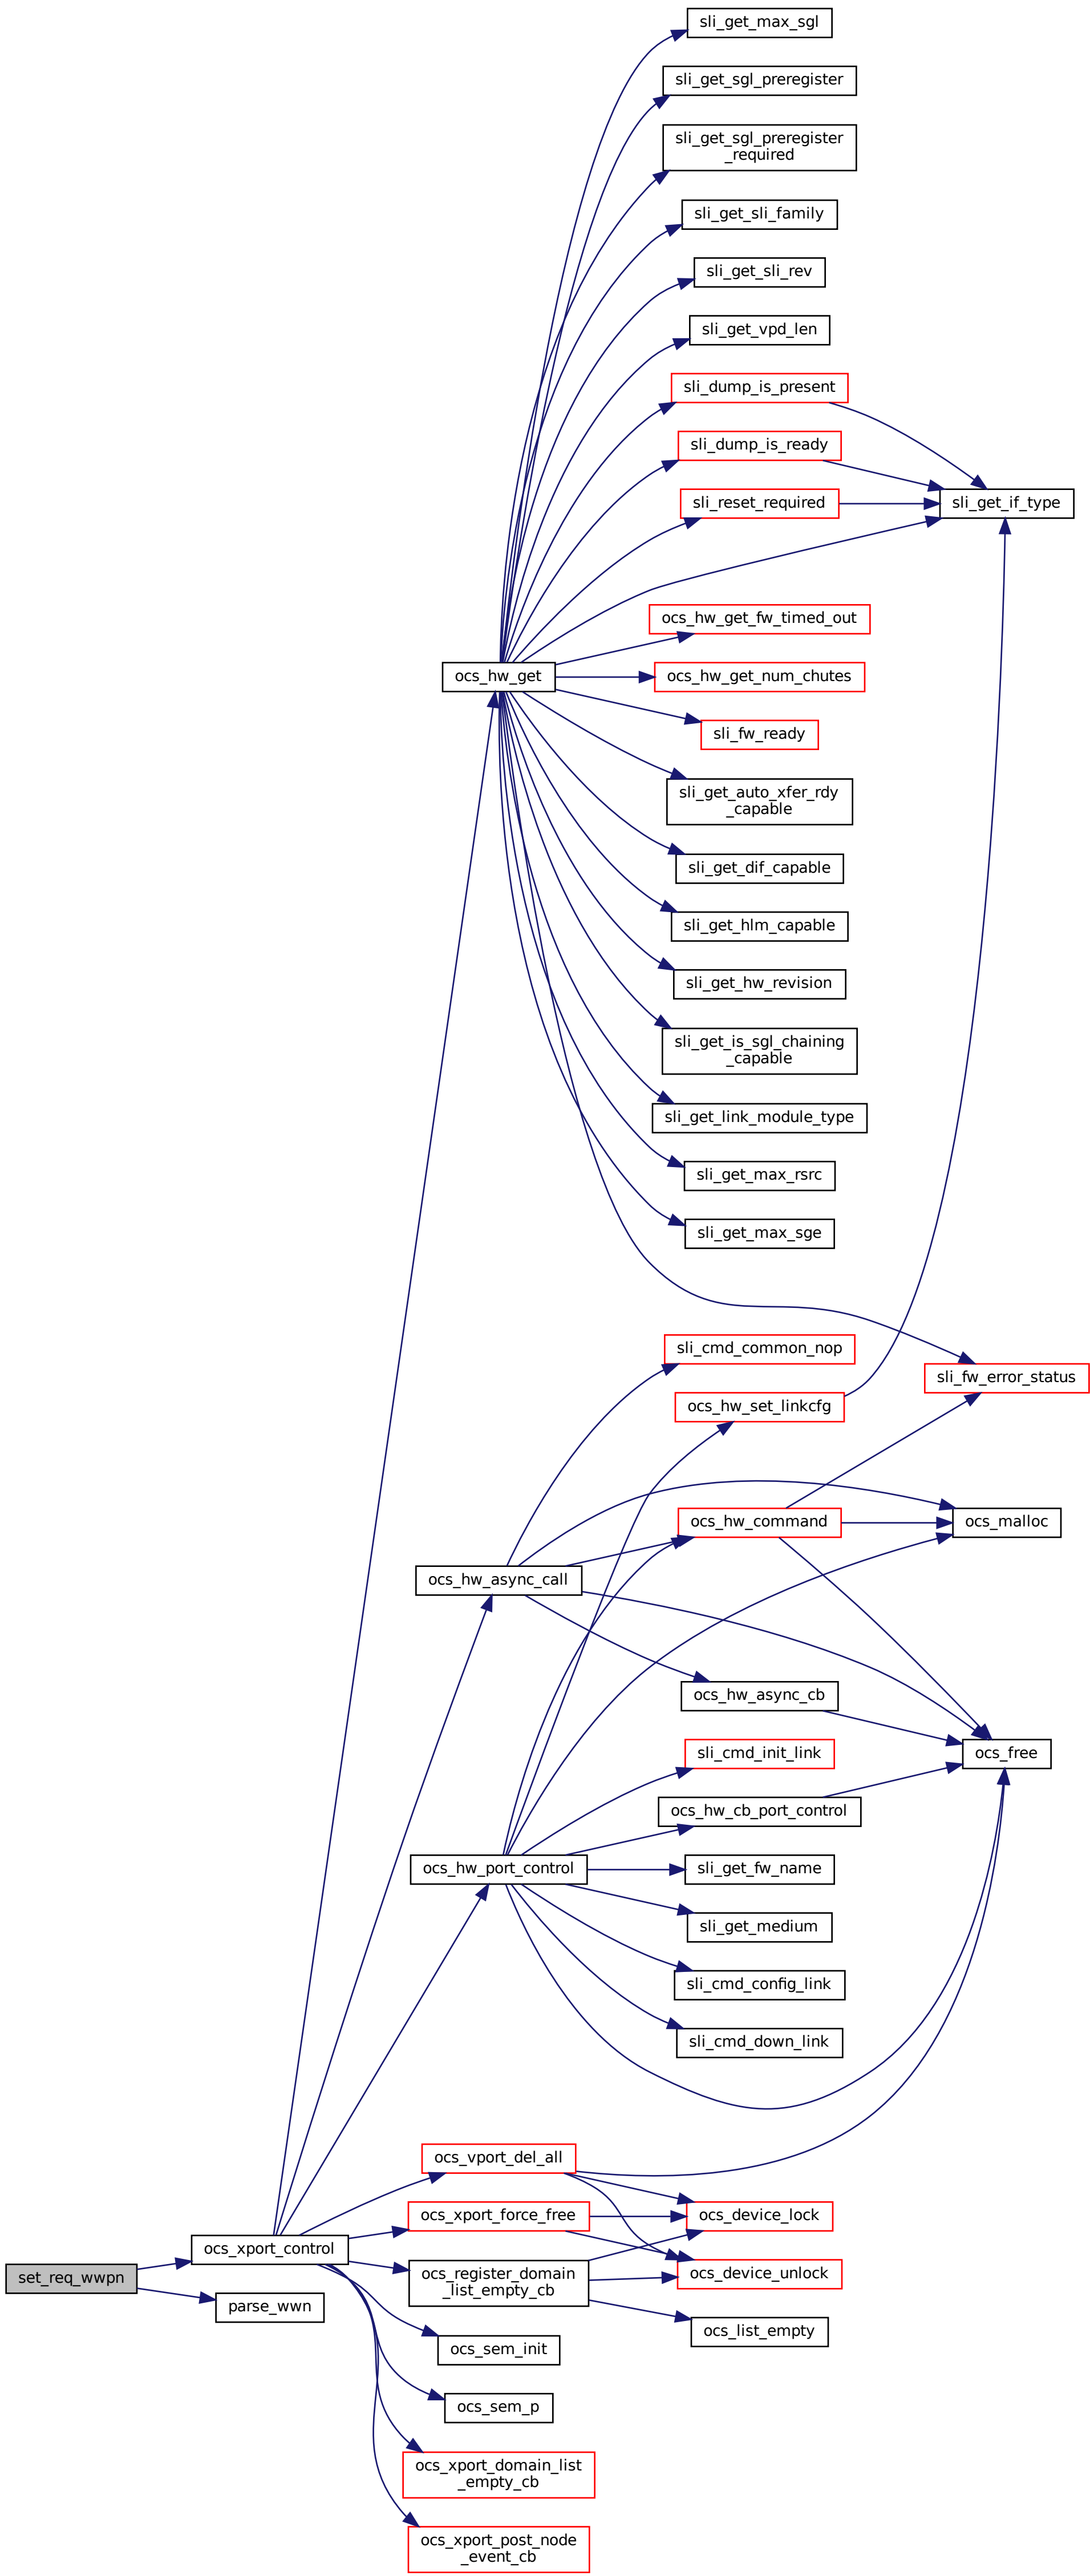 sli_get_max_sgl
sli_get_sgl_preregister
sli_get_sgl_preregister
_required
sli_get_sli_family
sli_get_sli_rev
sli_get_vpd_len
sli_dump_is_present
sli_dump_is_ready
sli_reset_required
sli_get_if_type
ocs_hw_get_fw_timed_out
ocs_hw_get
ocs_hw_get_num_chutes
sli_fw_ready
sli_get_auto_xfer_rdy
_capable
sli_get_dif_capable
sli_get_hlm_capable
sli_get_hw_revision
sli_get_is_sgl_chaining
_capable
sli_get_link_module_type
sli_get_max_rsrc
sli_get_max_sge
sli_cmd_common_nop
sli_fw_error_status
ocs_hw_set_linkcfg
ocs_hw_command
ocs_malloc
ocs_hw_async_call
ocs_hw_async_cb
sli_cmd_init_link
ocs_free
ocs_hw_cb_port_control
ocs_hw_port_control
sli_get_fw_name
sli_get_medium
sli_cmd_config_link
sli_cmd_down_link
ocs_vport_del_all
ocs_xport_force_free
ocs_device_lock
ocs_xport_control
set_req_wwpn
ocs_register_domain
_list_empty_cb
ocs_device_unlock
parse_wwn
ocs_list_empty
ocs_sem_init
ocs_sem_p
ocs_xport_domain_list
_empty_cb
ocs_xport_post_node
_event_cb